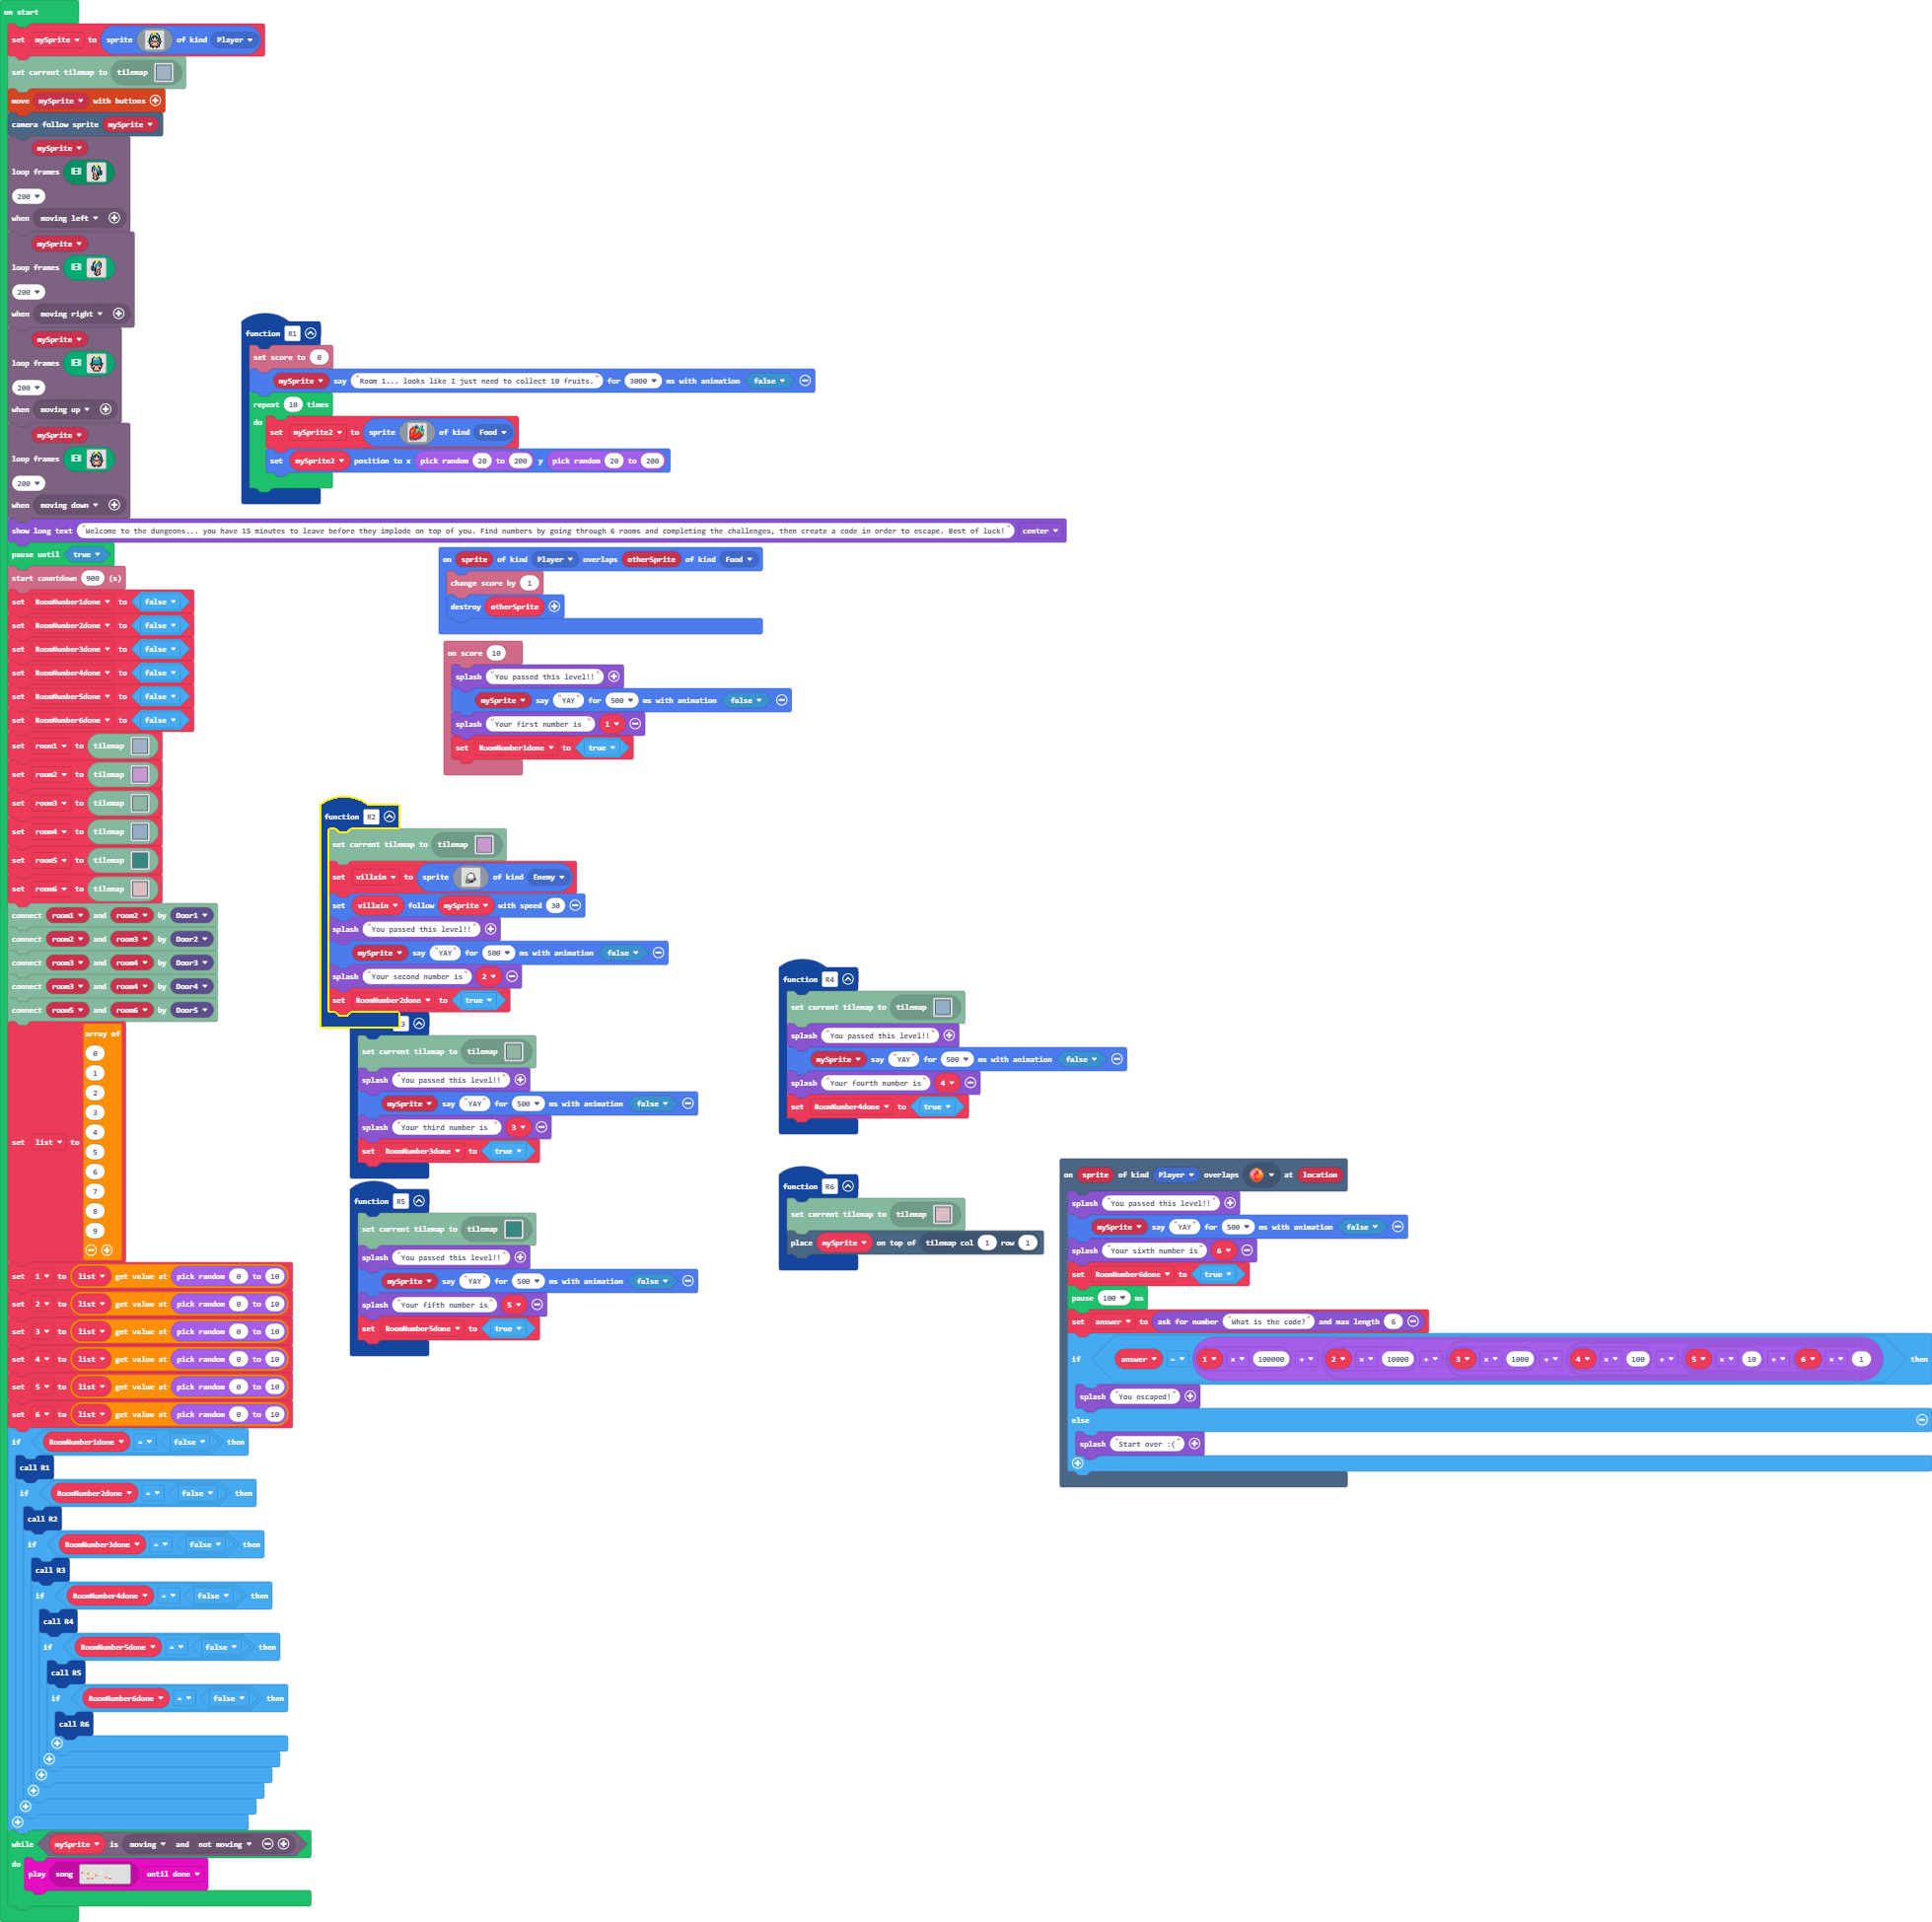 on start
set mySprite to sprite of kind Player
set current tilemap to tilemap
move mySprite with buttons
camera follow sprite mySprite
mySprite
loop frames
200
when moving left
mySprite
loop frames
200
when moving right
mySprite
loop frames
200
when moving up
mySprite
loop frames
200
when moving down
show long text "Welcome to the dungeons... you have 15 minutes to leave before they implode on top of you. Find numbers by going through 6 rooms and completing the challenges, then create a code in order to escape. Best of luck!" center
pause until true
start countdown 900 (s)
set RoomNumber1done to false
set RoomNumber2done to false
set RoomNumber3done to false
set RoomNumber4done to false
set RoomNumber5done to false
set RoomNumber6done to false
set room1 to tilemap
set room2 to tilemap
set room3 to tilemap
set room4 to tilemap
set room5 to tilemap
set room6 to tilemap
connect room1 and room2 by Door1
connect room2 and room3 by Door2
connect room3 and room4 by Door3
connect room3 and room4 by Door4
connect room5 and room6 by Door5
set list to array of
0
1
2
3
4
5
6
7
8
9
set 1 to list get value at pick random 0 to 10
set 2 to list get value at pick random 0 to 10
set 3 to list get value at pick random 0 to 10
set 4 to list get value at pick random 0 to 10
set 5 to list get value at pick random 0 to 10
set 6 to list get value at pick random 0 to 10
if RoomNumber1done = false then
call R1
if RoomNumber2done = false then
call R2
if RoomNumber3done = false then
call R3
if RoomNumber4done = false then
call R4
if RoomNumber5done = false then
call R5
if RoomNumber6done = false then
call R6
while mySprite is moving and not moving
do
play song until done
function R1
set score to 0
mySprite say "Room 1... looks like I just need to collect 10 fruits." for 3000 ms with animation false
repeat 10 times
do
set mySprite2 to sprite of kind Food
set mySprite2 position to x pick random 20 to 200 y pick random 20 to 200
on sprite of kind Player overlaps otherSprite of kind Food
change score by 1
destroy otherSprite
on score 10
splash "You passed this level!!"
mySprite say "YAY" for 500 ms with animation false
splash "Your first number is " 1
set RoomNumber1done to true
function R2
set current tilemap to tilemap
set villain to sprite of kind Enemy
set villain follow mySprite with speed 30
splash "You passed this level!!"
mySprite say "YAY" for 500 ms with animation false
splash "Your second number is" 2
set RoomNumber2done to true
3
set current tilemap to tilemap
splash "You passed this level!!"
mySprite say "YAY" for 500 ms with animation false
splash "Your third number is " 3
set RoomNumber3done to true
function R5
set current tilemap to tilemap
splash "You passed this level!!"
mySprite say "YAY" for 500 ms with animation false
splash "Your fifth number is " 5
set RoomNumber5done to true
function R4
set current tilemap to tilemap
splash "You passed this level!!"
mySprite say "YAY" for 500 ms with animation false
splash "Your fourth number is" 4
set RoomNumber4done to true
function R6
set current tilemap to tilemap
place mySprite on top of tilemap col 1 row 1
on sprite of kind Player overlaps at location
splash "You passed this level!!"
mySprite say "YAY" for 500 ms with animation false
splash "Your sixth number is" 6
set RoomNumber6done to true
pause 100 ms
set answer to ask for number "What is the code?" and max length 6
if answer = 1 × 100000 + 2 × 10000 + 3 × 1000 + 4 × 100 + 5 × 10 + 6 × 1 then
splash "You escaped!"
else
splash "Start over :("